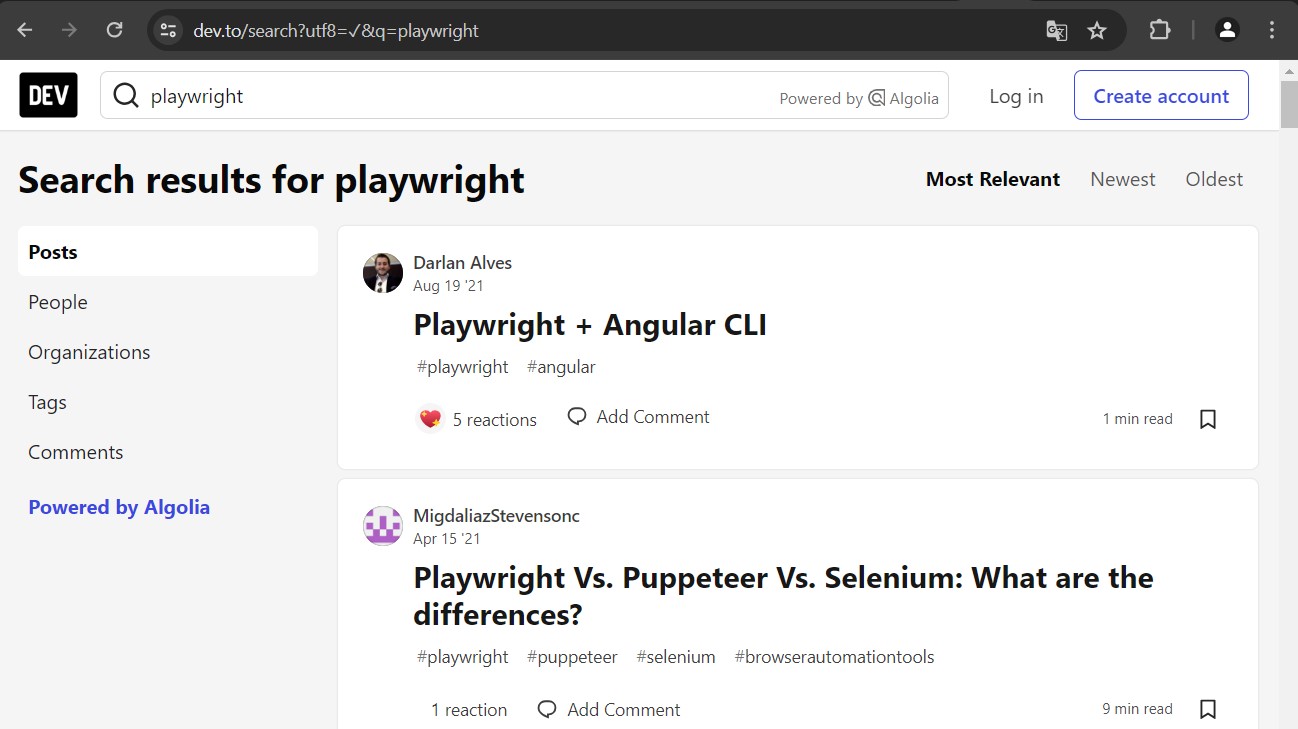 dev.to/search?utf8=✓&q=playwright
DEV
playwright
Powered by Algolia
Log in
Create account
Search results for playwright
Most Relevant
Newest
Oldest
Posts
People
Organizations
Tags
Comments
Powered by Algolia
Darlan Alves
Aug 19 '21
Playwright + Angular CLI
#playwright #angular
5 reactions
Add Comment
1 min read
MigdaliazStevensonc
Apr 15 '21
Playwright Vs. Puppeteer Vs. Selenium: What are the
differences?
#playwright #puppeteer #selenium #browserautomationtools
1 reaction
Add Comment
9 min read